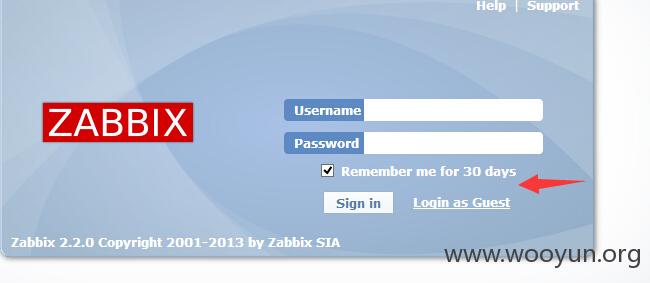 Help | Support
ZABBIX
Username
Password
Remember me for 30 days
Sign in Login as Guest
Zabbix 2.2.0 Copyright 2001-2013 by Zabbix SIA
www.wooyun.org